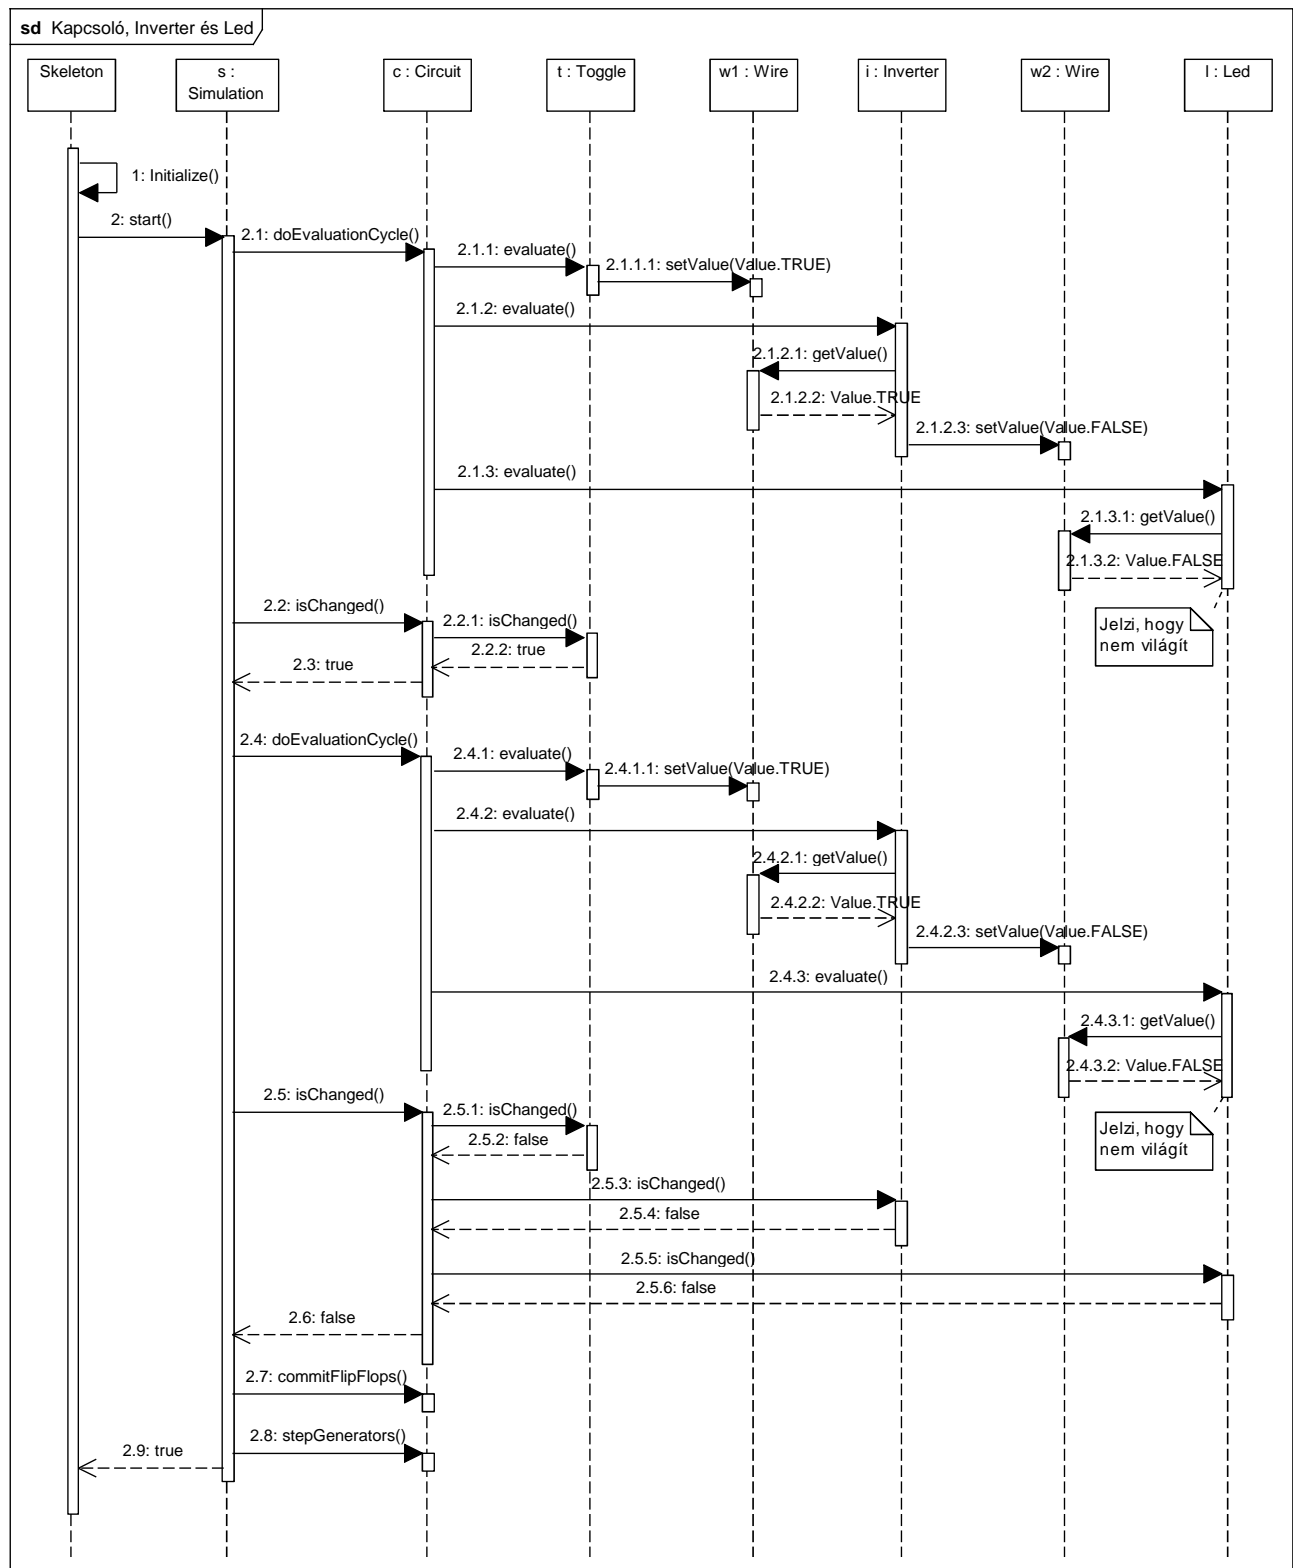 sd Kapcsoló, Inverter és Led
Skeleton
s :
Simulation
c : Circuit
t : Toggle
w1 : Wire
i : Inverter
w2 : Wire
l : Led
1: Initialize()
2: start()
2.1: doEvaluationCycle()
2.1.1: evaluate()
2.1.1.1: setValue(Value.TRUE)
2.1.2: evaluate()
2.1.2.1: getValue()
2.1.2.2: Value.TRUE
2.1.2.3: setValue(Value.FALSE)
2.1.3: evaluate()
2.1.3.1: getValue()
2.1.3.2: Value.FALSE
Jelzi, hogy
nem világít
2.2: isChanged()
2.2.1: isChanged()
2.2.2: true
2.3: true
2.4: doEvaluationCycle()
2.4.1: evaluate()
2.4.1.1: setValue(Value.TRUE)
2.4.2: evaluate()
2.4.2.1: getValue()
2.4.2.2: Value.TRUE
2.4.2.3: setValue(Value.FALSE)
2.4.3: evaluate()
2.4.3.1: getValue()
2.4.3.2: Value.FALSE
Jelzi, hogy
nem világít
2.5: isChanged()
2.5.1: isChanged()
2.5.2: false
2.5.3: isChanged()
2.5.4: false
2.5.5: isChanged()
2.5.6: false
2.6: false
2.7: commitFlipFlops()
2.8: stepGenerators()
2.9: true